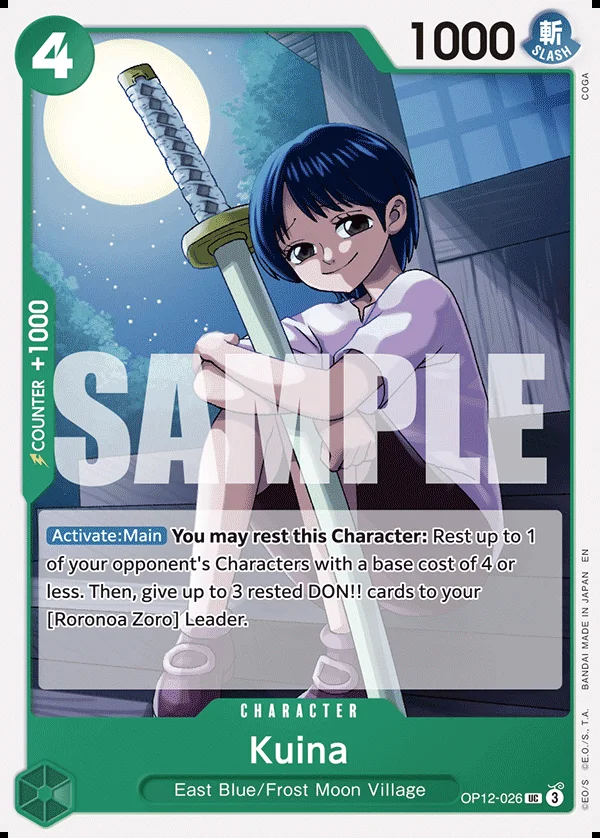 4
1000
斬
SLASH
COGA
COUNTER +1000
SAMPLE
Activate:Main You may rest this Character: Rest up to 1
of your opponent's Characters with a base cost of 4 or
less. Then, give up to 3 rested DON!! cards to your
[Roronoa Zoro] Leader.
CHARACTER
Kuina
East Blue/Frost Moon Village
OP12-026 UC 3
©EO/S ©E.O./S., T.A. BANDAI MADE IN JAPAN EN